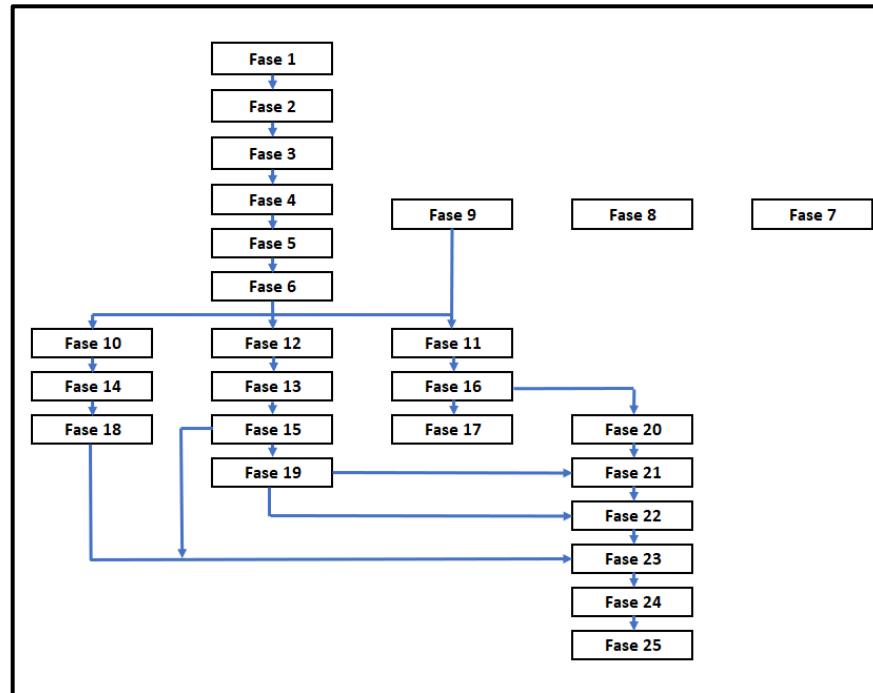 Fase 1
Fase 2
Fase 3
Fase 4
Fase 9
Fase 8
Fase 7
Fase 5
Fase 6
Fase 10
Fase 12
Fase 11
Fase 14
Fase 13
Fase 16
Fase 18
Fase 15
Fase 17
Fase 20
Fase 19
Fase 21
Fase 22
Fase 23
Fase 24
Fase 25